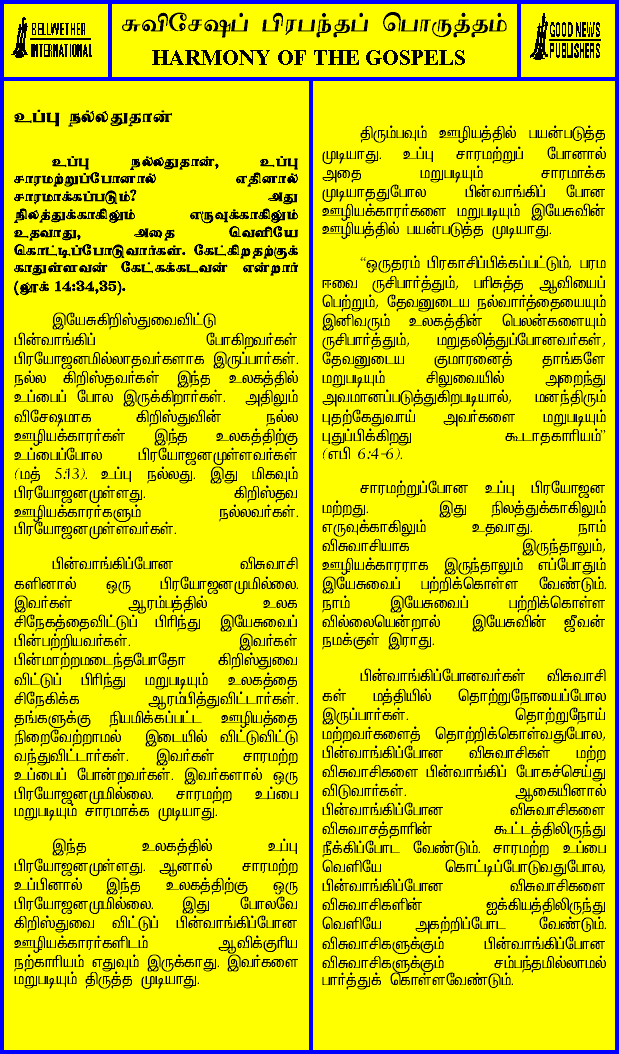 BELLWETHER
INTERNATIONAL
சுவிசேஷப் பிரபந்தப் பொருத்தம்
HARMONY OF THE GOSPELS
GOOD NEWS
PUBLISHERS
உப்பு நல்லதுதான்
உப்பு நல்லதுதான், உப்பு
சாரமற்றுப்போனால் எதினால்
சாரமாக்கப்படும்? அது
நிலத்துக்காகிலும் எருவுக்காகிலும்
உதவாது, அதை வெளியே
கொட்டிப்போடுவார்கள். கேட்கிறதற்குக்
காதுள்ளவன் கேட்கக்கடவன் என்றார்
(லூக் 14:34,35).
இயேசுகிறிஸ்துவைவிட்டு
பின்வாங்கிப் போகிறவர்கள்
பிரயோஜனமில்லாதவர்களாக இருப்பார்கள்.
நல்ல கிறிஸ்தவர்கள் இந்த உலகத்தில்
உப்பைப் போல இருக்கிறார்கள். அதிலும்
விசேஷமாக கிறிஸ்துவின் நல்ல
ஊழியக்காரர்கள் இந்த உலகத்திற்கு
உப்பைப்போல பிரயோஜனமுள்ளவர்கள்
(மத் 5:13). உப்பு நல்லது. இது மிகவும்
பிரயோஜனமுள்ளது. கிறிஸ்தவ
ஊழியக்காரர்களும் நல்லவர்கள்.
பிரயோஜனமுள்ளவர்கள்.
பின்வாங்கிப்போன விசுவாசி
களினால் ஒரு பிரயோஜனமுமில்லை.
இவர்கள் ஆரம்பத்தில் உலக
சிநேகத்தைவிட்டுப் பிரிந்து இயேசுவைப்
பின்பற்றியவர்கள். இவர்கள்
பின்மாற்றமடைந்தபோதோ கிறிஸ்துவை
விட்டுப் பிரிந்து மறுபடியும் உலகத்தை
சிநேகிக்க ஆரம்பித்துவிட்டார்கள்.
தங்களுக்கு நியமிக்கப்பட்ட ஊழியத்தை
நிறைவேற்றாமல் இடையில் விட்டுவிட்டு
வந்துவிட்டார்கள். இவர்கள் சாரமற்ற
உப்பைப் போன்றவர்கள். இவர்களால் ஒரு
பிரயோஜனமுமில்லை. சாரமற்ற உப்பை
மறுபடியும் சாரமாக்க முடியாது.
இந்த உலகத்தில் உப்பு
பிரயோஜனமுள்ளது. ஆனால் சாரமற்ற
உப்பினால் இந்த உலகத்திற்கு ஒரு
பிரயோஜனமுமில்லை. இது போலவே
கிறிஸ்துவை விட்டுப் பின்வாங்கிப்போன
ஊழியக்காரர்களிடம் ஆவிக்குரிய
நற்காரியம் எதுவும் இருக்காது. இவர்களை
மறுபடியும் திருத்த முடியாது.
திரும்பவும் ஊழியத்தில் பயன்படுத்த
முடியாது. உப்பு சாரமற்றுப் போனால்
அதை மறுபடியும் சாரமாக்க
முடியாததுபோல பின்வாங்கிப் போன
ஊழியக்காரர்களை மறுபடியும் இயேசுவின்
ஊழியத்தில் பயன்படுத்த முடியாது.
“ஒருதரம் பிரகாசிப்பிக்கப்பட்டும், பரம
ஈவை ருசிபார்த்தும், பரிசுத்த ஆவியைப்
பெற்றும், தேவனுடைய நல்வார்த்தையையும்
இனிவரும் உலகத்தின் பெலன்களையும்
ருசிபார்த்தும், மறுதலித்துப்போனவர்கள்,
தேவனுடைய குமாரனைத் தாங்களே
மறுபடியும் சிலுவையில் அறைந்து
அவமானப்படுத்துகிறபடியால், மனந்திரும்
புதற்கேதுவாய் அவர்களை மறுபடியும்
புதுப்பிக்கிறது கூடாதகாரியம்”
(எபி 6:4-6).
சாரமற்றுப்போன உப்பு பிரயோஜன
மற்றது. இது நிலத்துக்காகிலும்
எருவுக்காகிலும் உதவாது. நாம்
விசுவாசியாக இருந்தாலும்,
ஊழியக்காரராக இருந்தாலும் எப்போதும்
இயேசுவைப் பற்றிக்கொள்ள வேண்டும்.
நாம் இயேசுவைப் பற்றிக்கொள்ள
வில்லையென்றால் இயேசுவின் ஜீவன்
நமக்குள் இராது.
பின்வாங்கிப்போனவர்கள் விசுவாசி
கள் மத்தியில் தொற்றுநோயைப்போல
இருப்பார்கள். தொற்றுநோய்
மற்றவர்களைத் தொற்றிக்கொள்வதுபோல,
பின்வாங்கிப்போன விசுவாசிகள் மற்ற
விசுவாசிகளை பின்வாங்கிப் போகச்செய்து
விடுவார்கள். ஆகையினால்
பின்வாங்கிப்போன விசுவாசிகளை
விசுவாசத்தாரின் கூட்டத்திலிருந்து
நீக்கிப்போட வேண்டும். சாரமற்ற உப்பை
வெளியே கொட்டிப்போடுவதுபோல,
பின்வாங்கிப்போன விசுவாசிகளை
விசுவாசிகளின் ஐக்கியத்திலிருந்து
வெளியே அகற்றிப்போட வேண்டும்.
விசுவாசிகளுக்கும் பின்வாங்கிப்போன
விசுவாசிகளுக்கும் சம்பந்தமில்லாமல்
பார்த்துக் கொள்ளவேண்டும்.